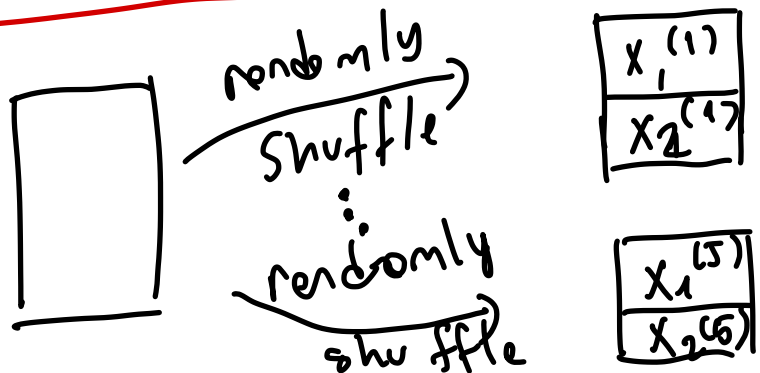 randomly
shuffle
randomly
shuffle
X₁⁽¹⁾
X₂⁽¹⁾
X₁⁽⁵⁾
X₂⁽⁵⁾